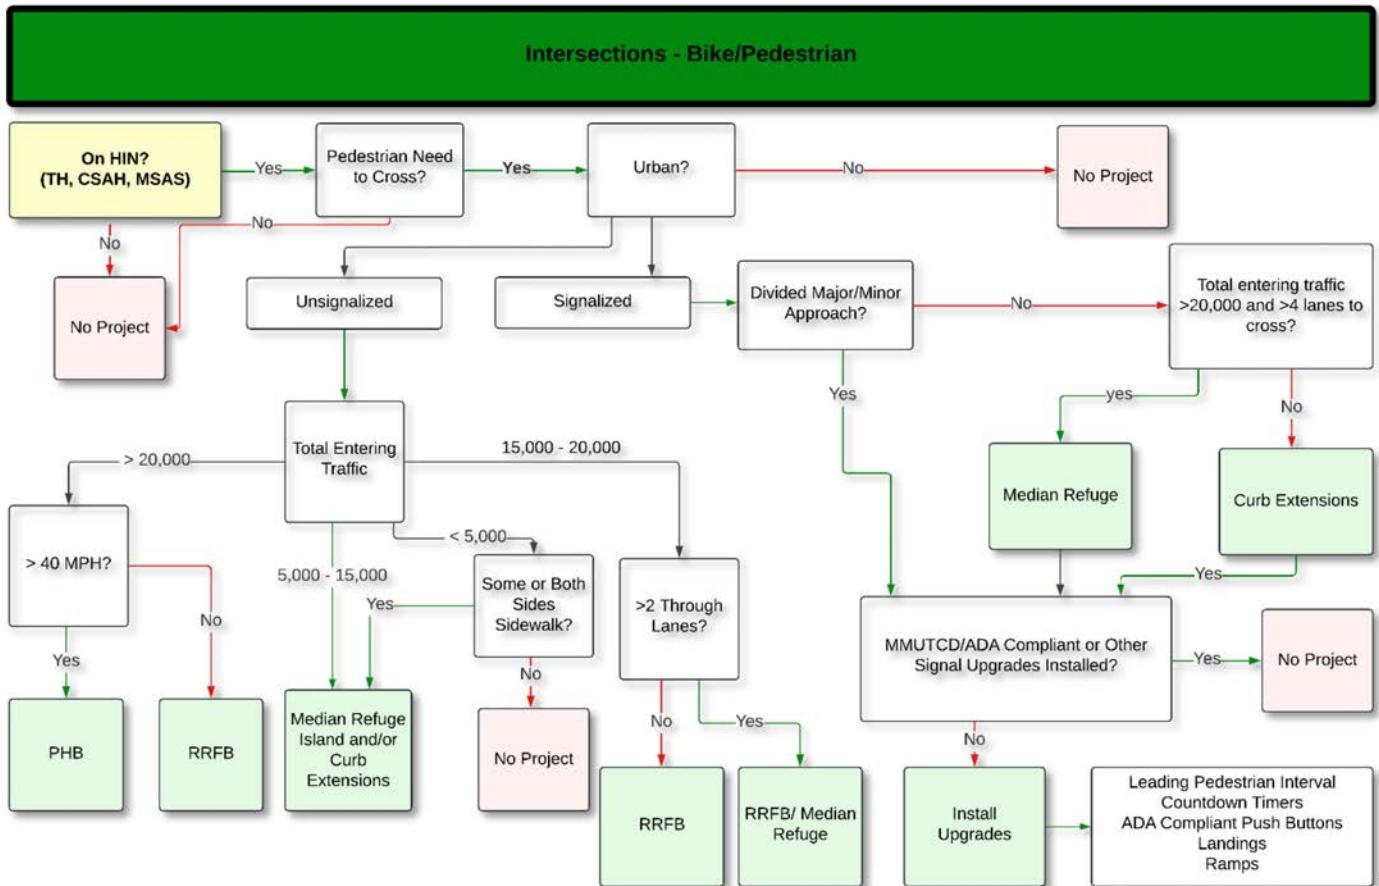 Intersections - Bike/Pedestrian
On HIN?
(TH, CSAH, MSAS)
Yes
Pedestrian Need
to Cross?
Yes
Urban?
No
No Project
No
No
No Project
Unsignalized
Signalized
Divided Major/Minor
Approach?
No
Total entering traffic
>20,000 and >4 lanes to
cross?
Yes
yes
No
Total Entering
Traffic
> 20,000
15,000 - 20,000
< 5,000
5,000 - 15,000
Median Refuge
Curb Extensions
Yes
> 40 MPH?
Yes
No
Some or Both
Sides
Sidewalk?
Yes
No
>2 Through
Lanes?
No
Yes
MMUTCD/ADA Compliant or Other
Signal Upgrades Installed?
Yes
No Project
No
PHB
RRFB
Median Refuge
Island and/or
Curb
Extensions
No Project
RRFB
RRFB/ Median
Refuge
Install
Upgrades
Leading Pedestrian Interval
Countdown Timers
ADA Compliant Push Buttons
Landings
Ramps